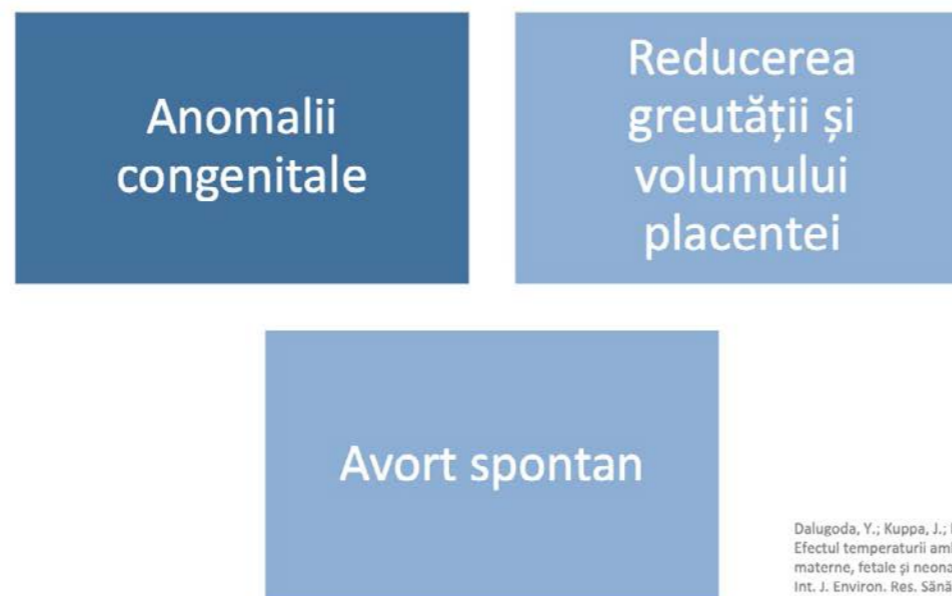 Anomalii
congenitale
Reducerea
greutății și
volumului
placentei
Avort spontan
Dalugoda, Y.; Kuppa, J.;
Efectul temperaturii
materne, fetale și
Int. J. Environ. Res.